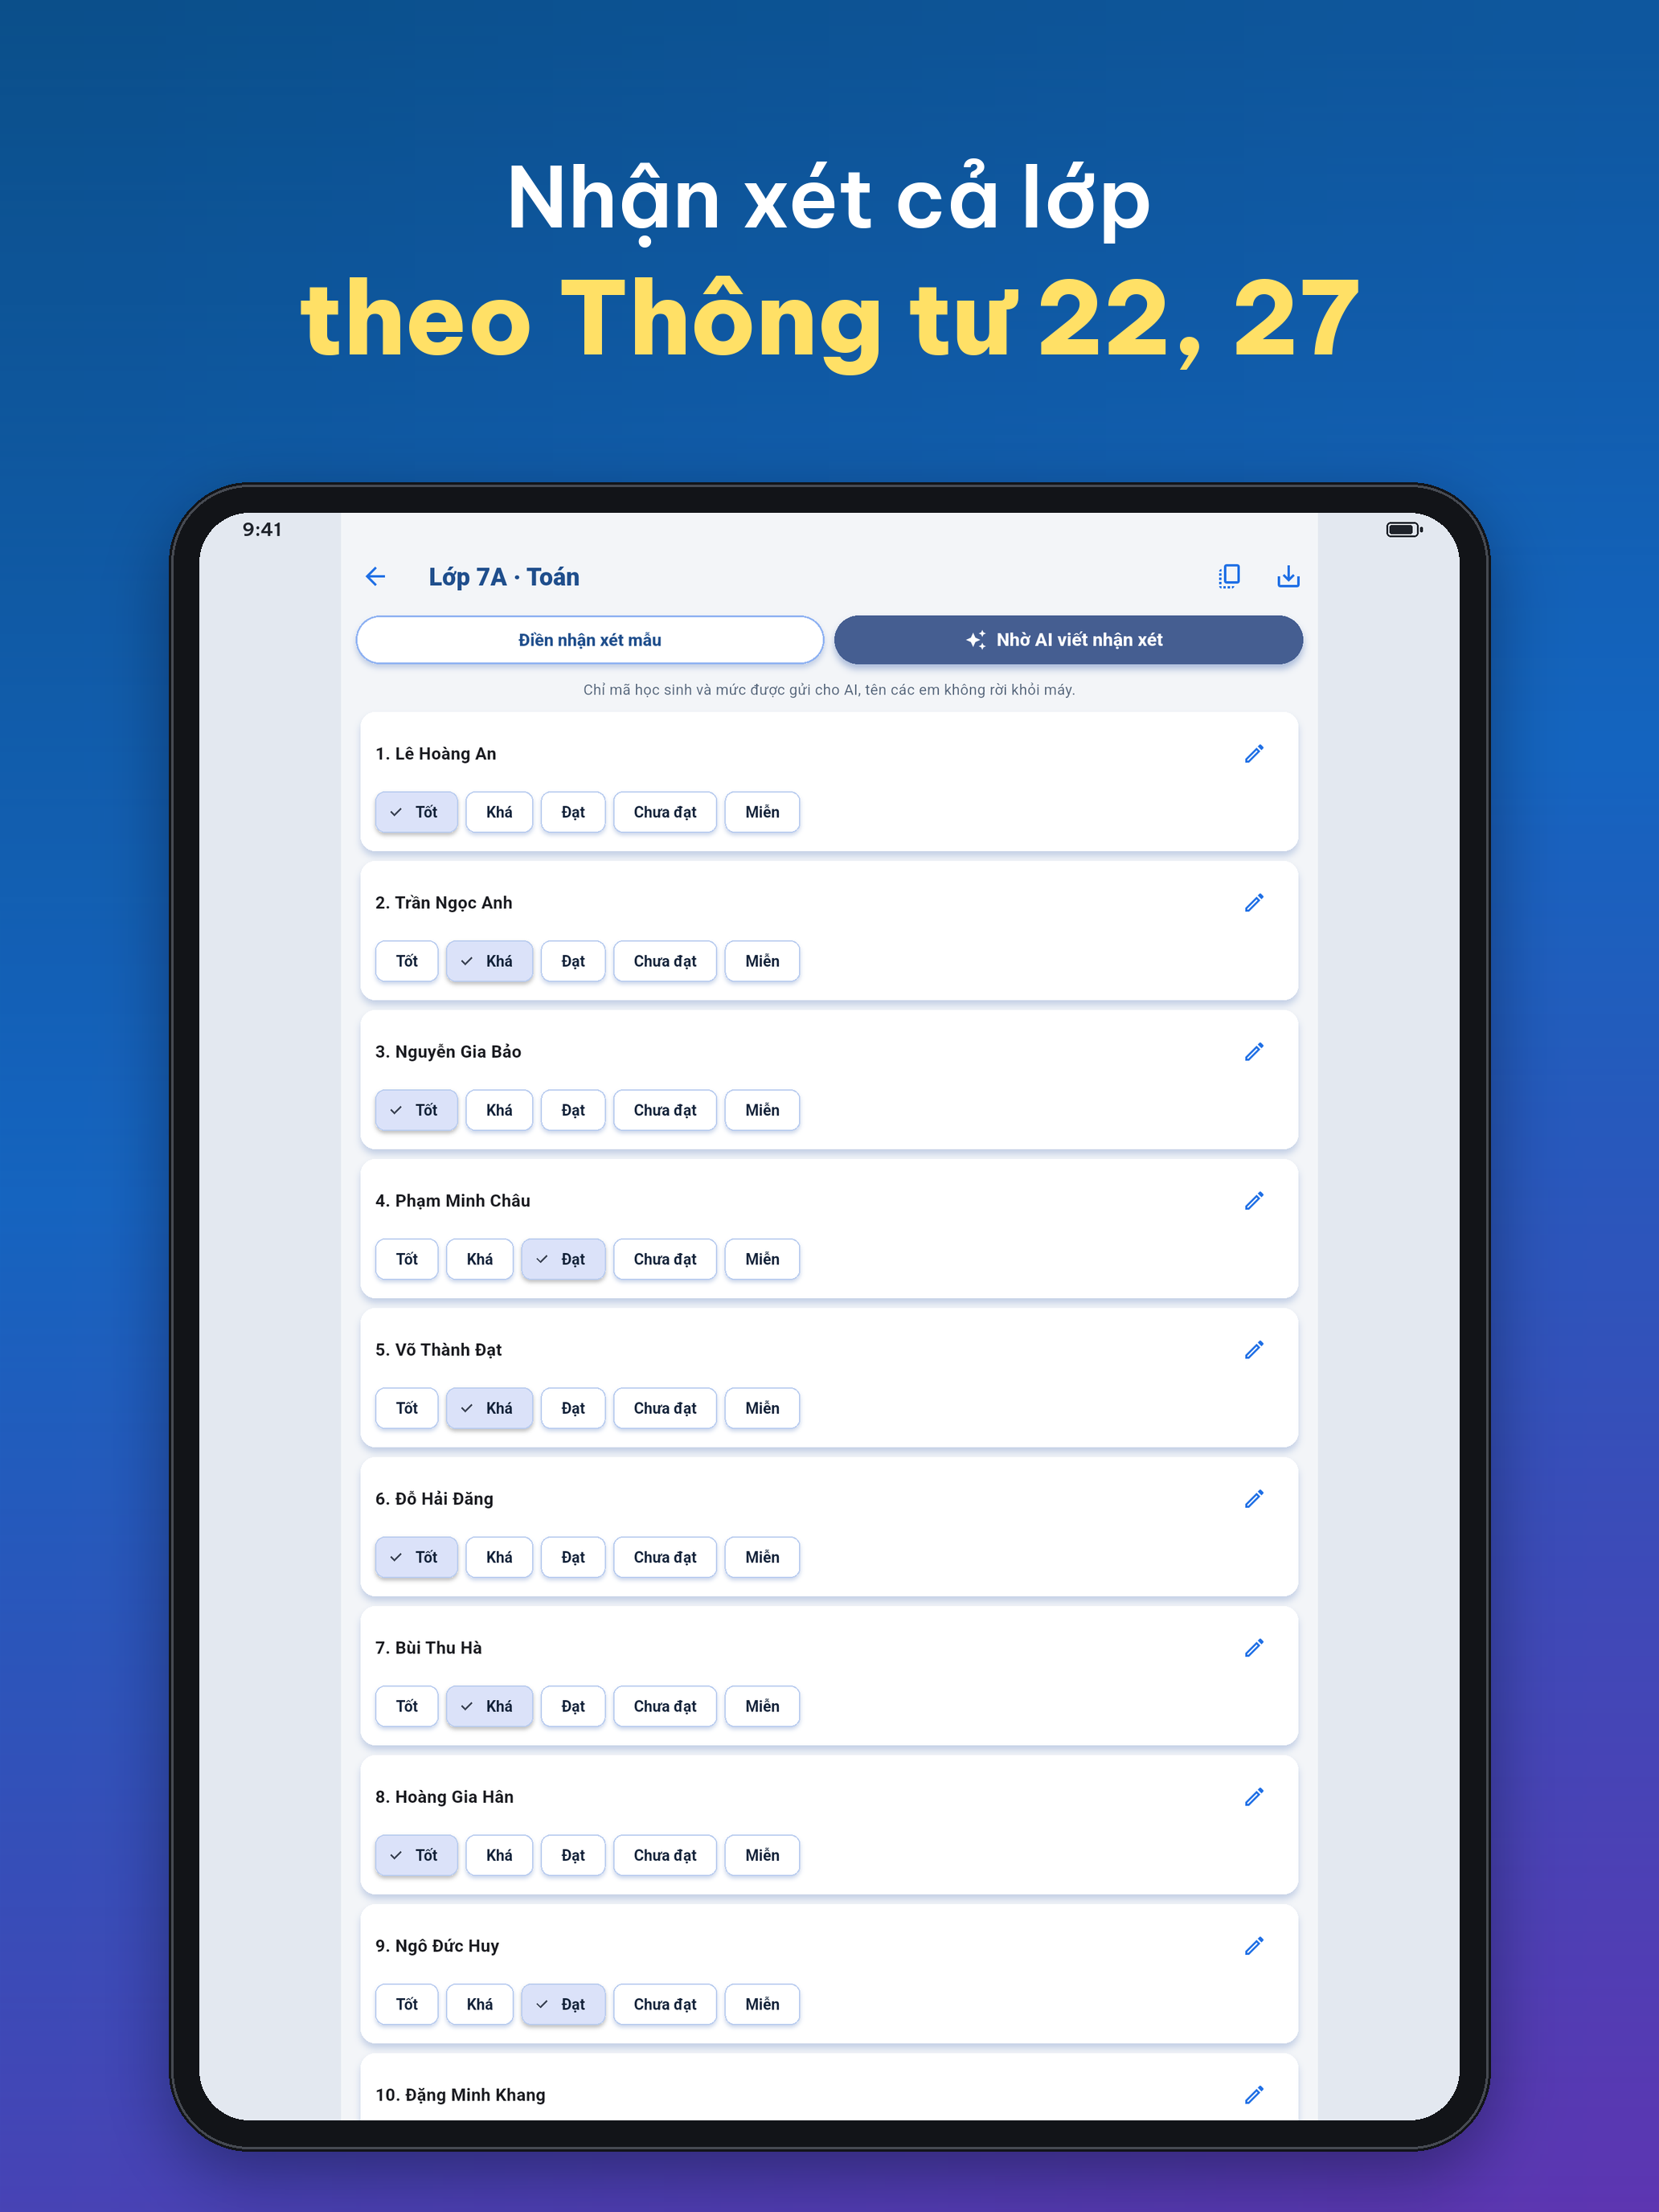 Nhận xét cả lớp
theo Thông tư 22, 27
9:41
Lớp 7A · Toán
Điền nhận xét mẫu
Nhờ AI viết nhận xét
Chỉ mã học sinh và mức được gửi cho AI, tên các em không rời khỏi máy.
1. Lê Hoàng An
Tốt Khá Đạt Chưa đạt Miễn
2. Trần Ngọc Anh
Tốt Khá Đạt Chưa đạt Miễn
3. Nguyễn Gia Bảo
Tốt Khá Đạt Chưa đạt Miễn
4. Phạm Minh Châu
Tốt Khá Đạt Chưa đạt Miễn
5. Võ Thành Đạt
Tốt Khá Đạt Chưa đạt Miễn
6. Đỗ Hải Đăng
Tốt Khá Đạt Chưa đạt Miễn
7. Bùi Thu Hà
Tốt Khá Đạt Chưa đạt Miễn
8. Hoàng Gia Hân
Tốt Khá Đạt Chưa đạt Miễn
9. Ngô Đức Huy
Tốt Khá Đạt Chưa đạt Miễn
10. Đặng Minh Khang